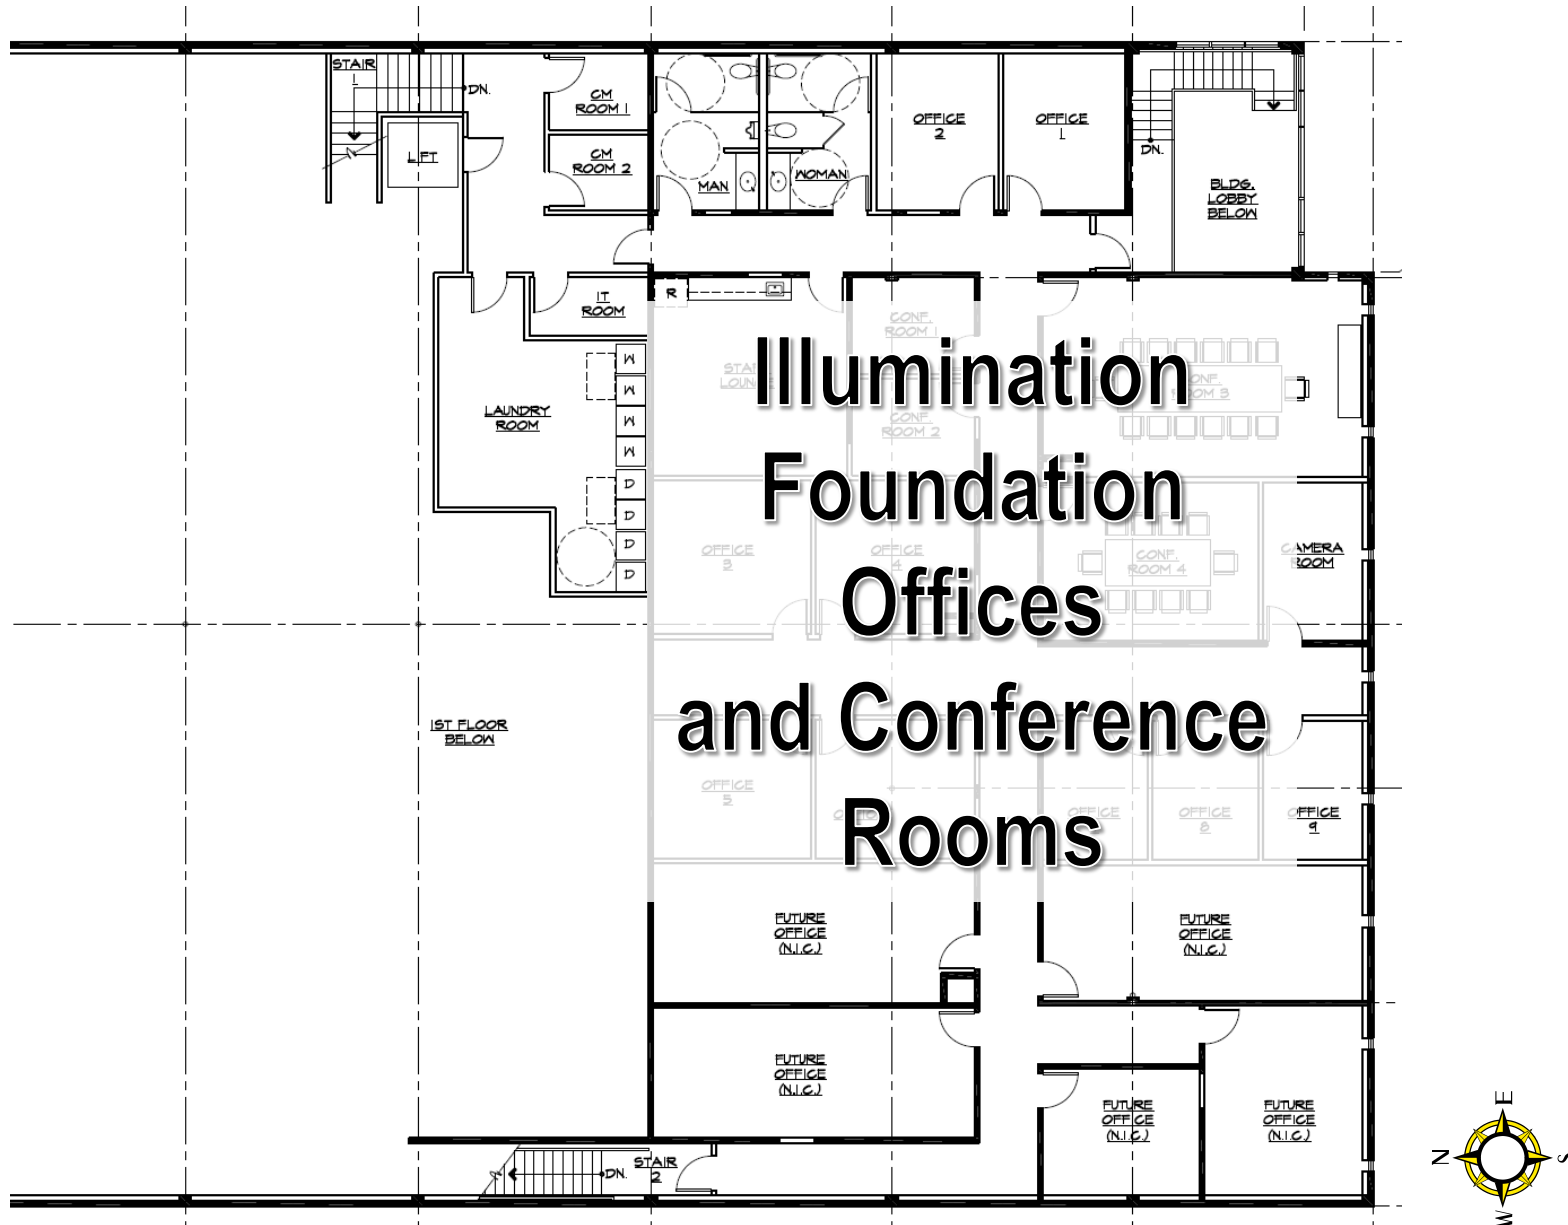 STAIR
1
DN.
CM
ROOM 1
CM
ROOM 2
LIFT
MAN
WOMAN
OFFICE
2
OFFICE
1
DN.
BLDG.
LOBBY
BELOW
IT
ROOM
R
CONF.
ROOM 1
CONF.
ROOM 2
ROOM 3
W
W
W
W
D
D
D
D
LAUNDRY
ROOM
Illumination
Foundation
Offices
and Conference
Rooms
OFFICE
3
OFFICE
4
CONF.
ROOM 4
CAMERA
ROOM
1ST FLOOR
BELOW
OFFICE
5
OFFICE
OFFICE
8
OFFICE
9
FUTURE
OFFICE
(N.I.C.)
FUTURE
OFFICE
(N.I.C.)
FUTURE
OFFICE
(N.I.C.)
FUTURE
OFFICE
(N.I.C.)
FUTURE
OFFICE
(N.I.C.)
DN.
STAIR
2
E
N
S
W